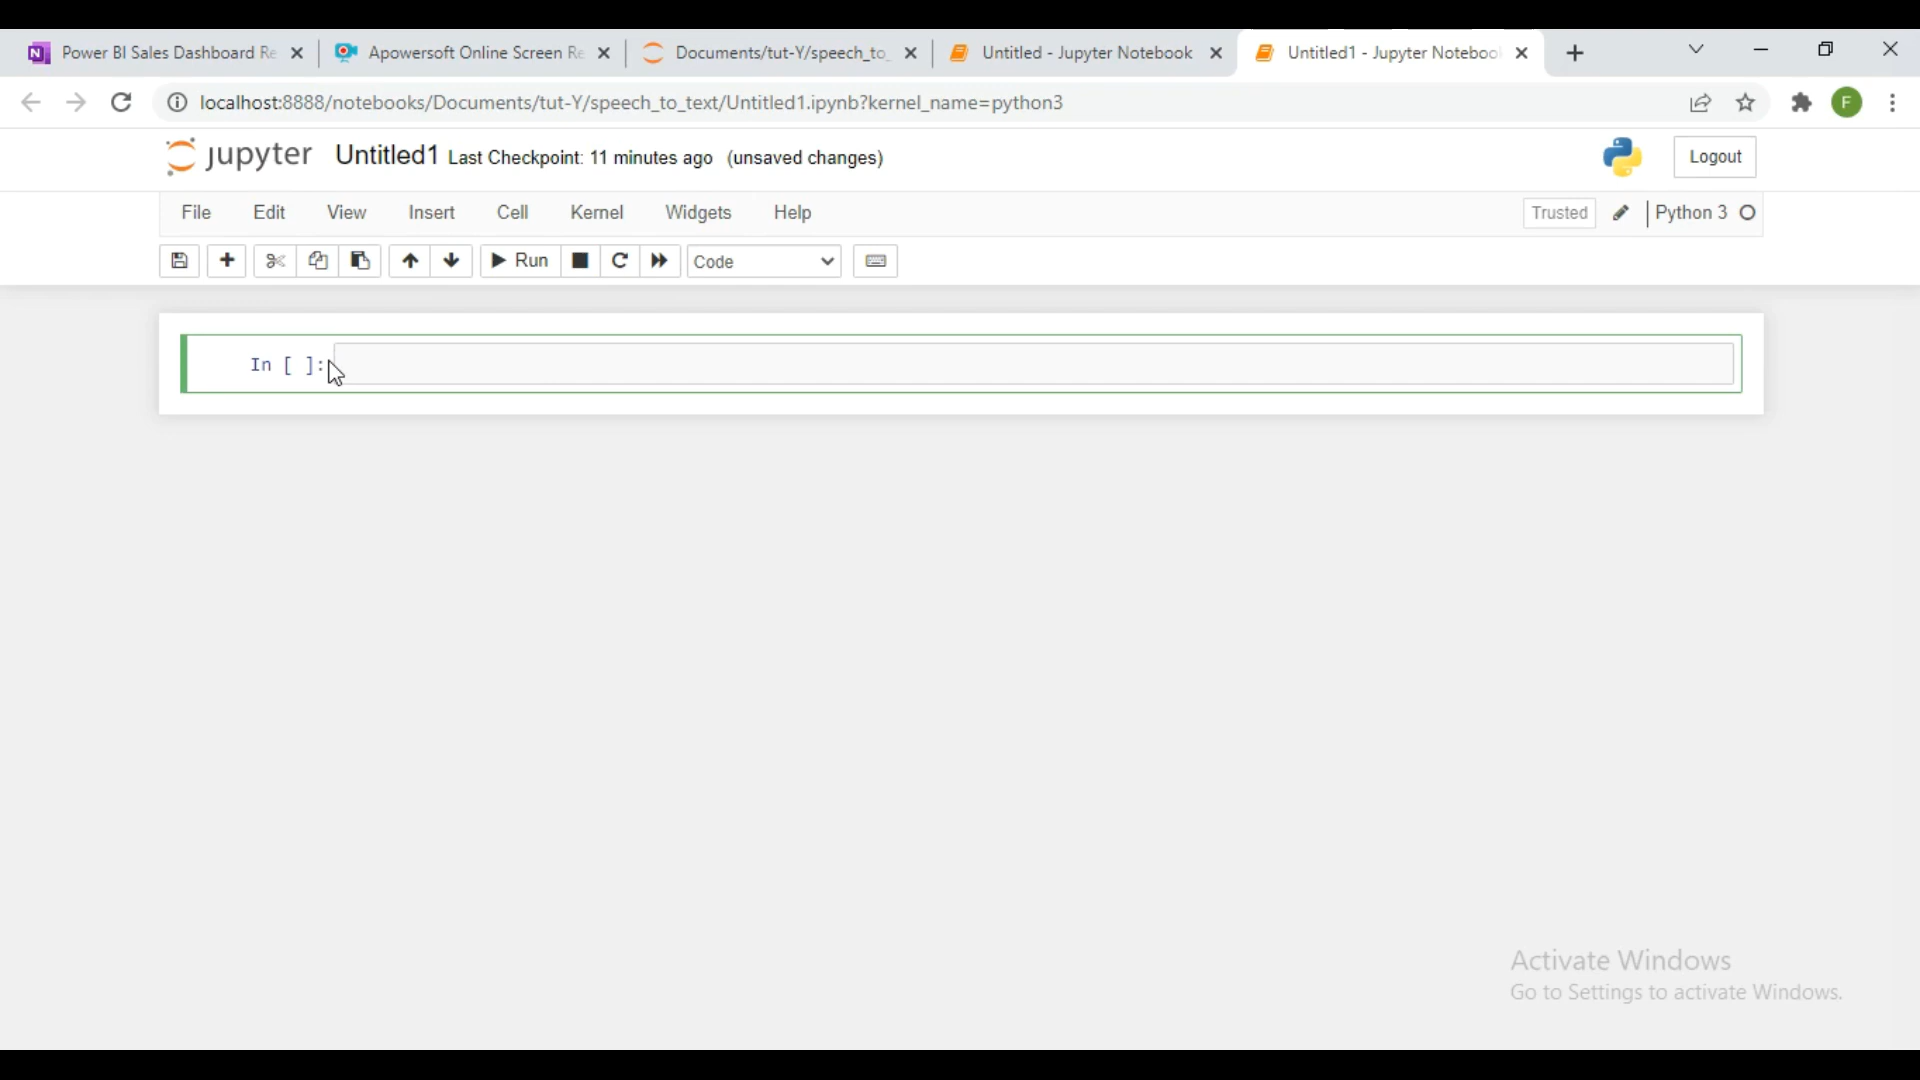 Power BI Sales Dashboard Re
Apowersoft Online Screen Re
Documents/tut-Y/speech_to_
Untitled - Jupyter Notebook
Untitled1 - Jupyter Noteboo
localhost:8888/notebooks/Documents/tut-Y/speech_to_text/Untitled1.ipynb?kernel_name=python3
F
jupyter Untitled1 Last Checkpoint: 11 minutes ago (unsaved changes)
Logout
File Edit View Insert Cell Kernel Widgets Help
Trusted
Python 3
Run
Code
In [ ]:
Activate Windows
Go to Settings to activate Windows.